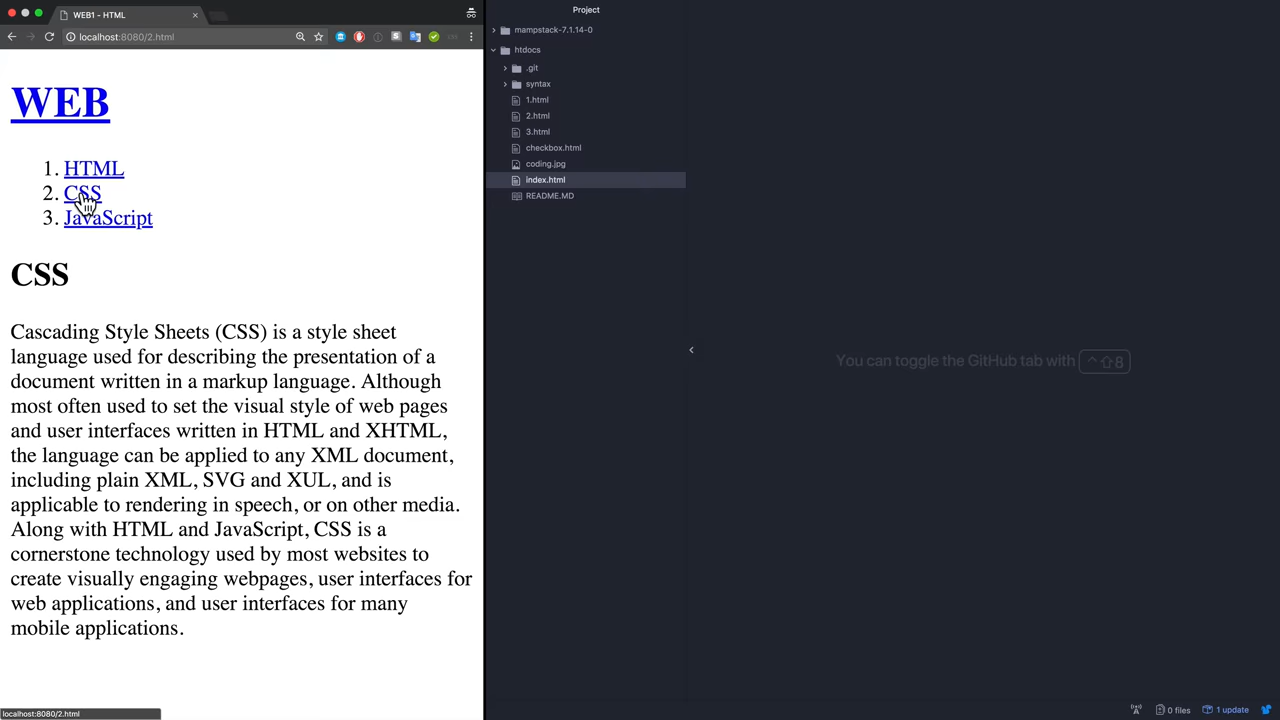 WEB1 - HTML
localhost:8080/2.html
WEB
1. HTML
2. CSS
3. JavaScript
CSS
Cascading Style Sheets (CSS) is a style sheet
language used for describing the presentation of a
document written in a markup language. Although
most often used to set the visual style of web pages
and user interfaces written in HTML and XHTML,
the language can be applied to any XML document,
including plain XML, SVG and XUL, and is
applicable to rendering in speech, or on other media.
Along with HTML and JavaScript, CSS is a
cornerstone technology used by most websites to
create visually engaging webpages, user interfaces for
web applications, and user interfaces for many
mobile applications.
localhost:8080/2.html
Project
mampstack-7.1.14-0
htdocs
.git
syntax
1.html
2.html
3.html
checkbox.html
coding.jpg
index.html
README.MD
You can toggle the GitHub tab with ⌃⇧8
0 files
1 update